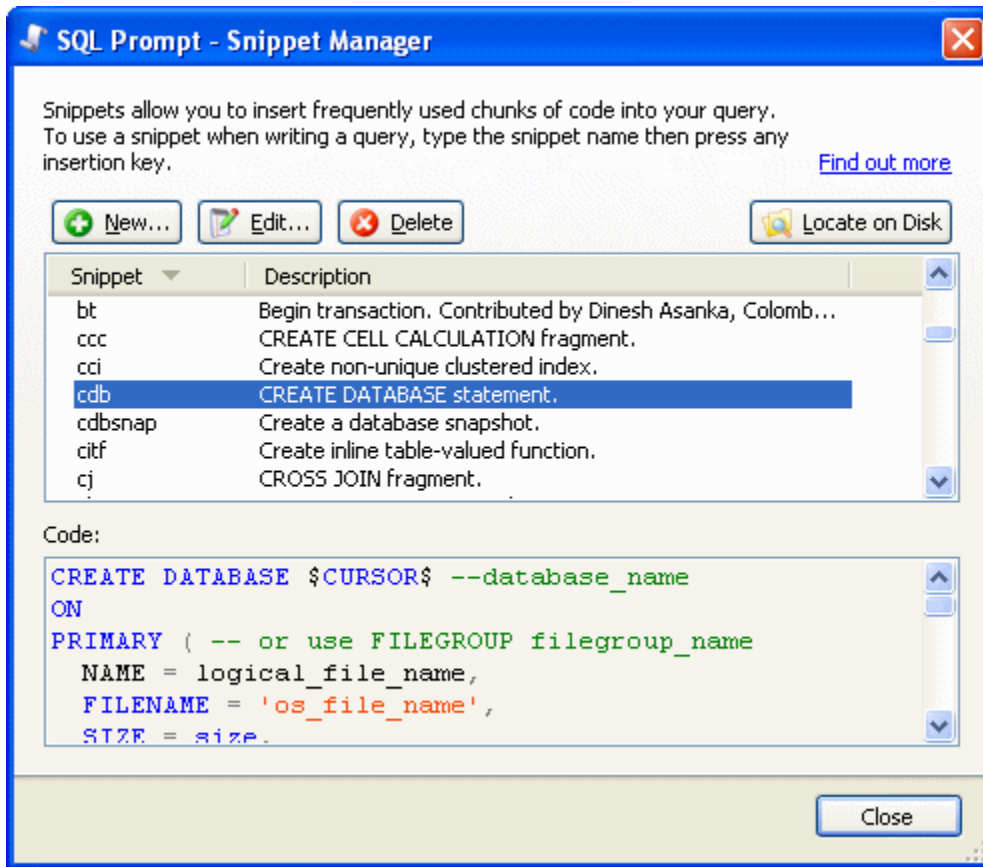 SQL Prompt - Snippet Manager
Snippets allow you to insert frequently used chunks of code into your query.
To use a snippet when writing a query, type the snippet name then press any
insertion key.
Find out more
New...
Edit...
Delete
Locate on Disk
Snippet Description
bt Begin transaction. Contributed by Dinesh Asanka, Colomb...
ccc CREATE CELL CALCULATION fragment.
cci Create non-unique clustered index.
cdb CREATE DATABASE statement.
cdbsnap Create a database snapshot.
citf Create inline table-valued function.
cj CROSS JOIN fragment.
Code:
CREATE DATABASE $CURSOR$ --database_name
ON
PRIMARY ( -- or use FILEGROUP filegroup_name
NAME = logical_file_name,
FILENAME = 'os_file_name',
SIZE = size,
Close